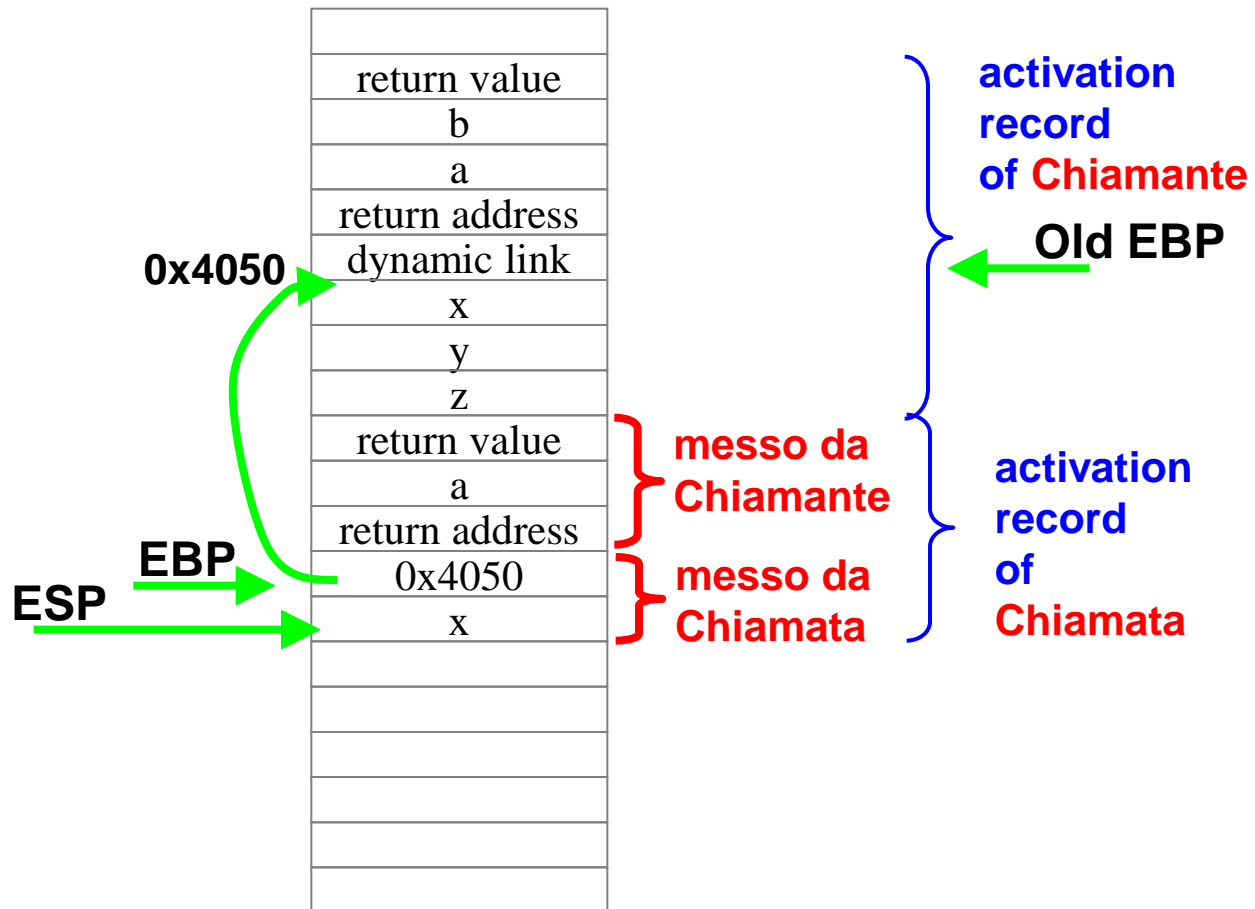 return value
b
a
return address
dynamic link
x
y
z
return value
a
return address
0x4050
x
0x4050
EBP
ESP
messo da
Chiamante
messo da
Chiamata
activation
record
of Chiamante
Old EBP
activation
record
of
Chiamata